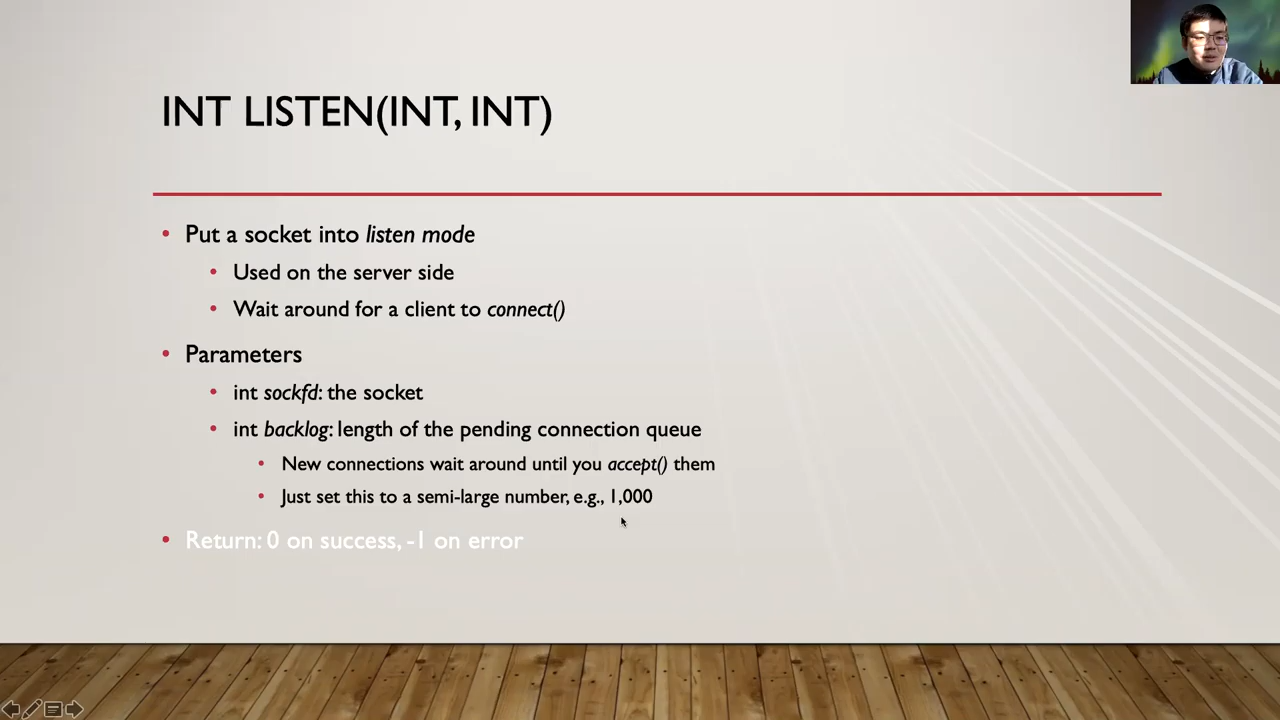 INT LISTEN(INT, INT)
• Put a socket into listen mode
• Used on the server side
• Wait around for a client to connect()
• Parameters
• int sockfd: the socket
• int backlog: length of the pending connection queue
• New connections wait around until you accept() them
• Just set this to a semi-large number, e.g., 1,000
• Return: 0 on success, -1 on error